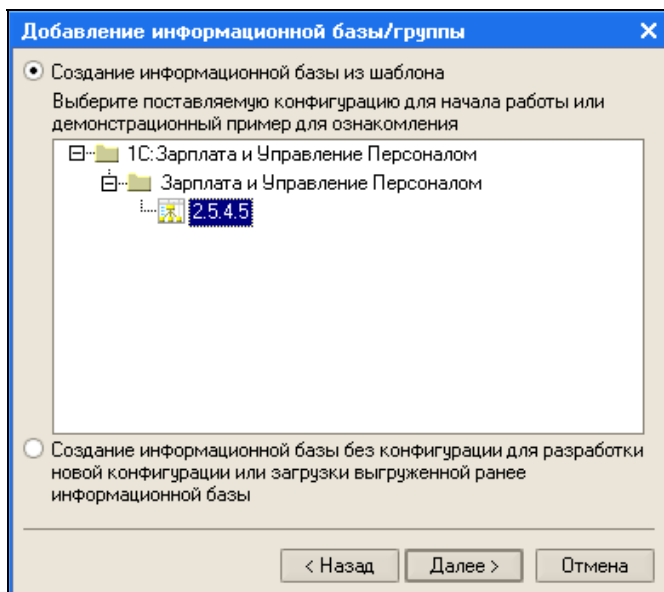 Добавление информационной базы/группы
Создание информационной базы из шаблона
Выберите поставляемую конфигурацию для начала работы или
демонстрационный пример для ознакомления
1С:Зарплата и Управление Персоналом
Зарплата и Управление Персоналом
2.5.4.5
Создание информационной базы без конфигурации для разработки
новой конфигурации или загрузки выгруженной ранее
информационной базы
< Назад
Далее >
Отмена